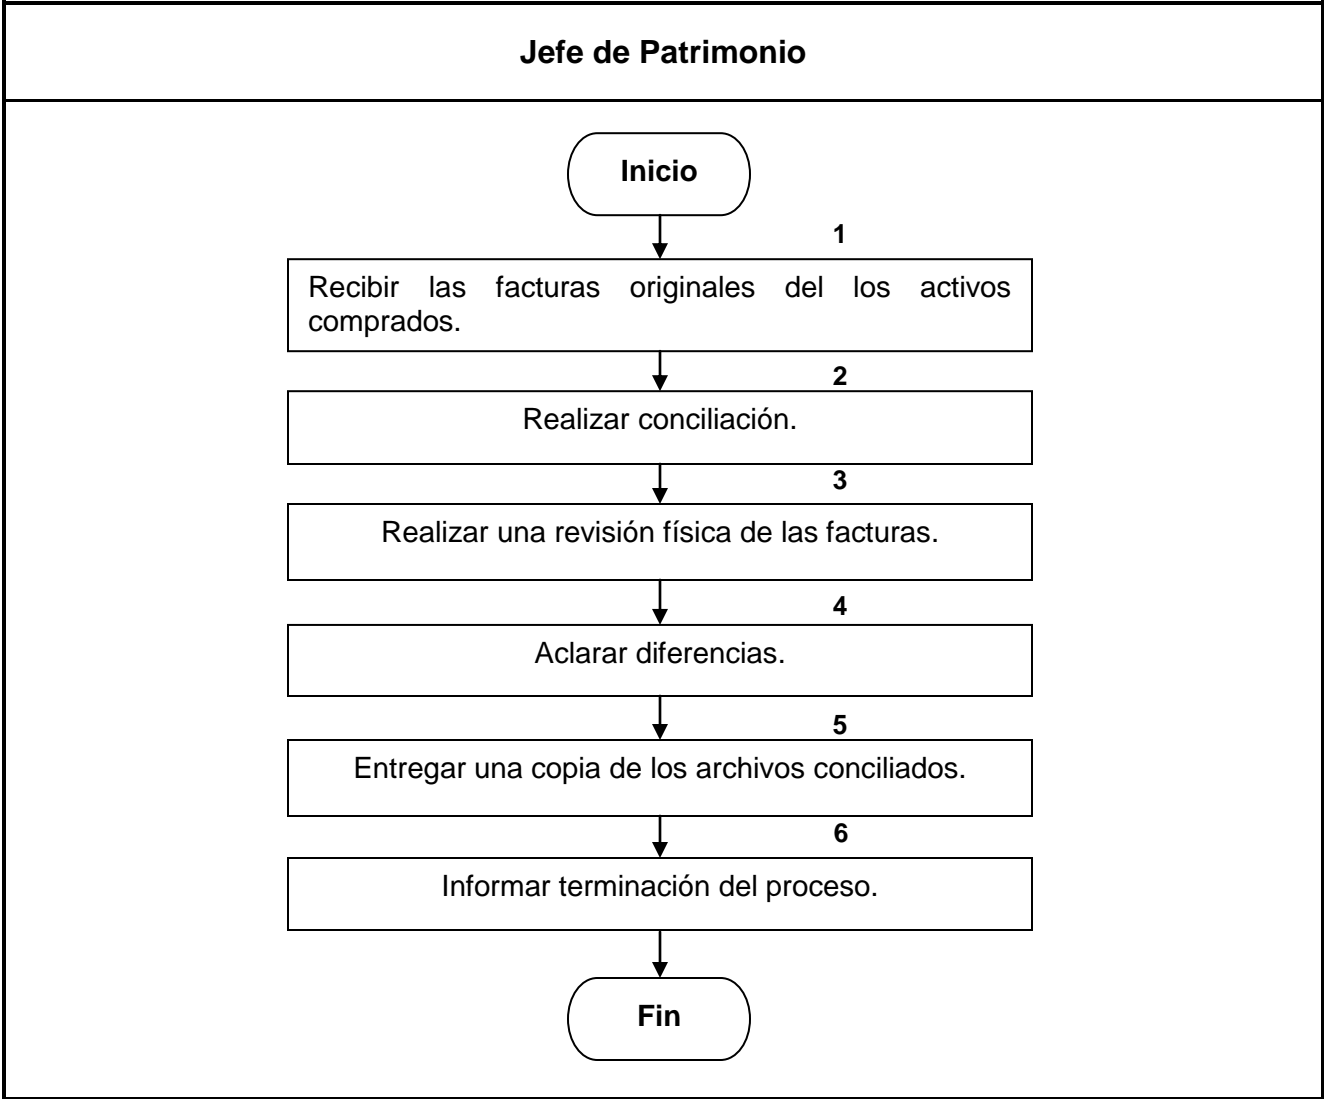 Jefe de Patrimonio
Inicio
1
Recibir las facturas originales del los activos
comprados.
2
Realizar conciliación.
3
Realizar una revisión física de las facturas.
4
Aclarar diferencias.
5
Entregar una copia de los archivos conciliados.
6
Informar terminación del proceso.
Fin